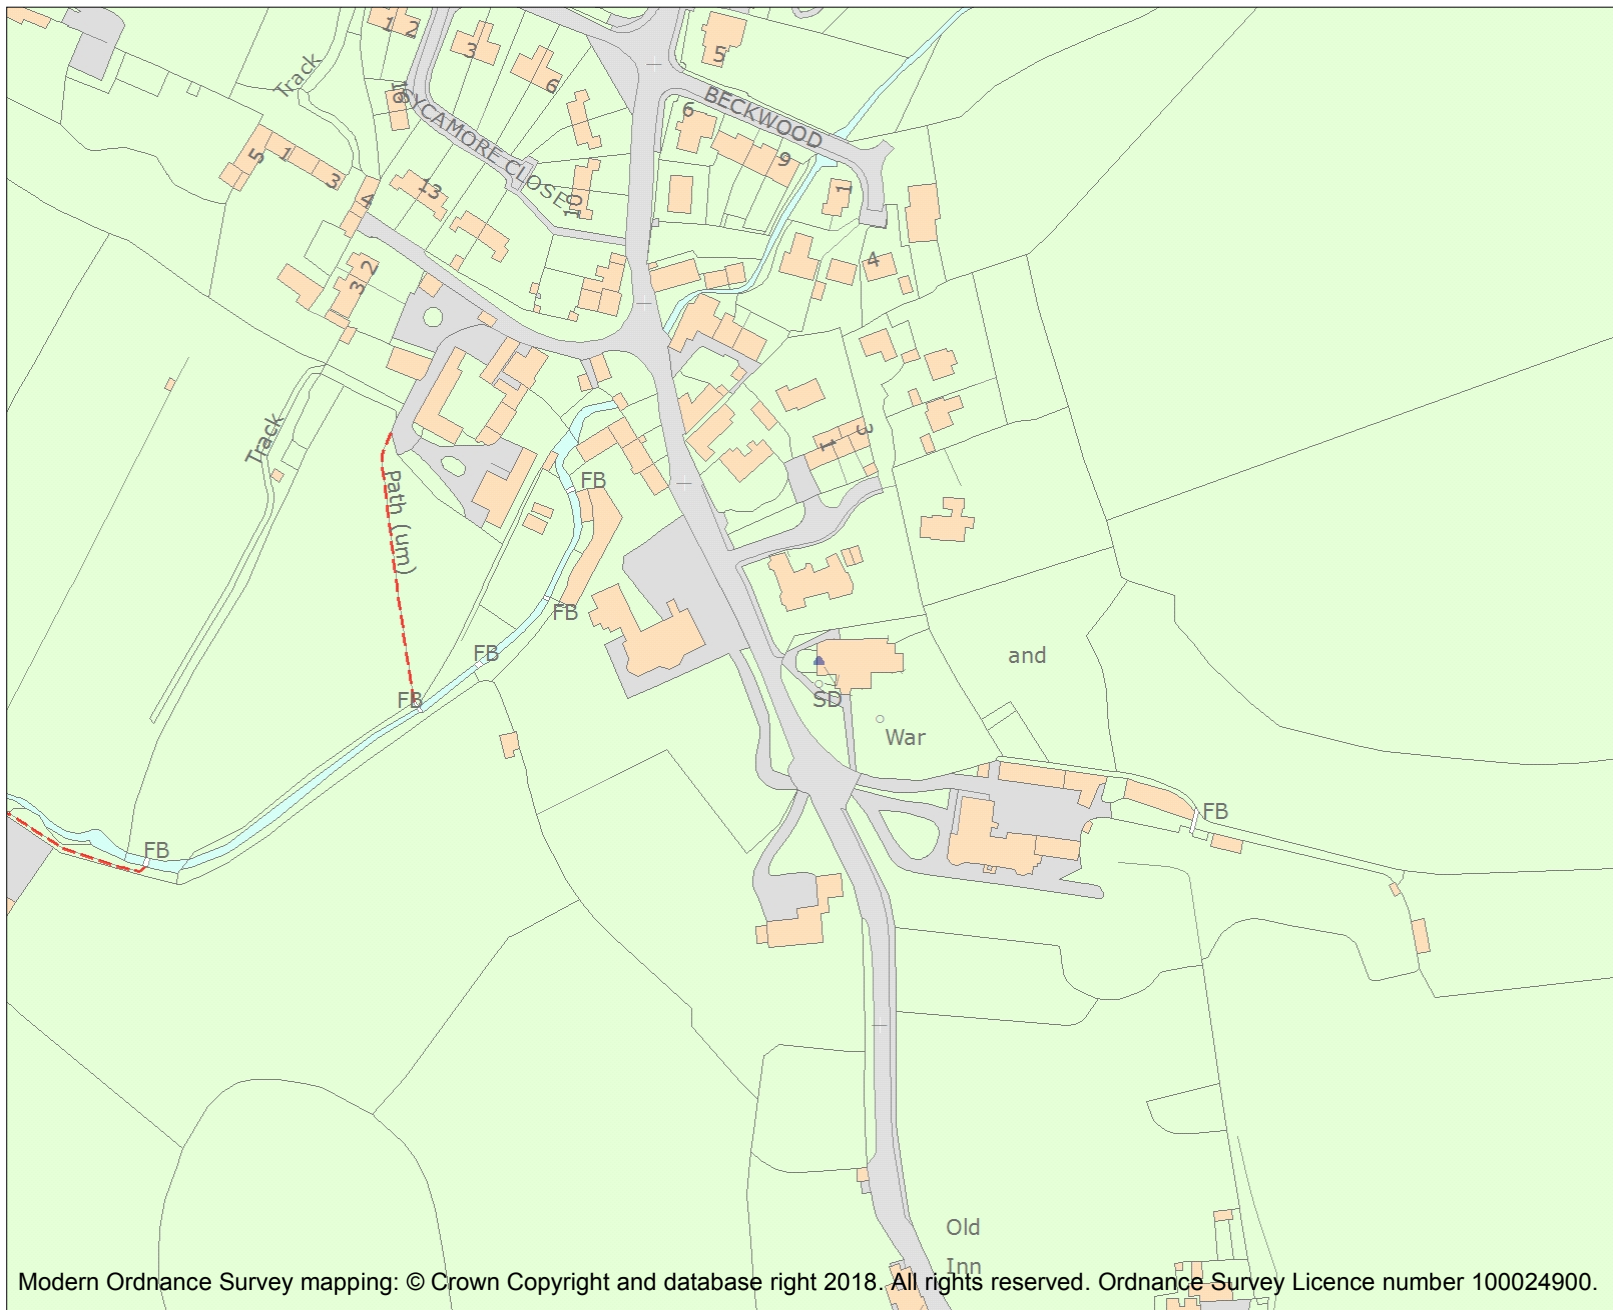 1 2
3
5
Track
6
16
SYCAMORE CLOSE
6
BECKWOOD
9
5
1
3
13
4
10
1
2
3
4
Track
1
3
Path (um)
FB
FB
FB
and
FB
SD
War
FB
FB
Old
Inn
Modern Ordnance Survey mapping: © Crown Copyright and database right 2018. All rights reserved. Ordnance Survey Licence number 100024900.